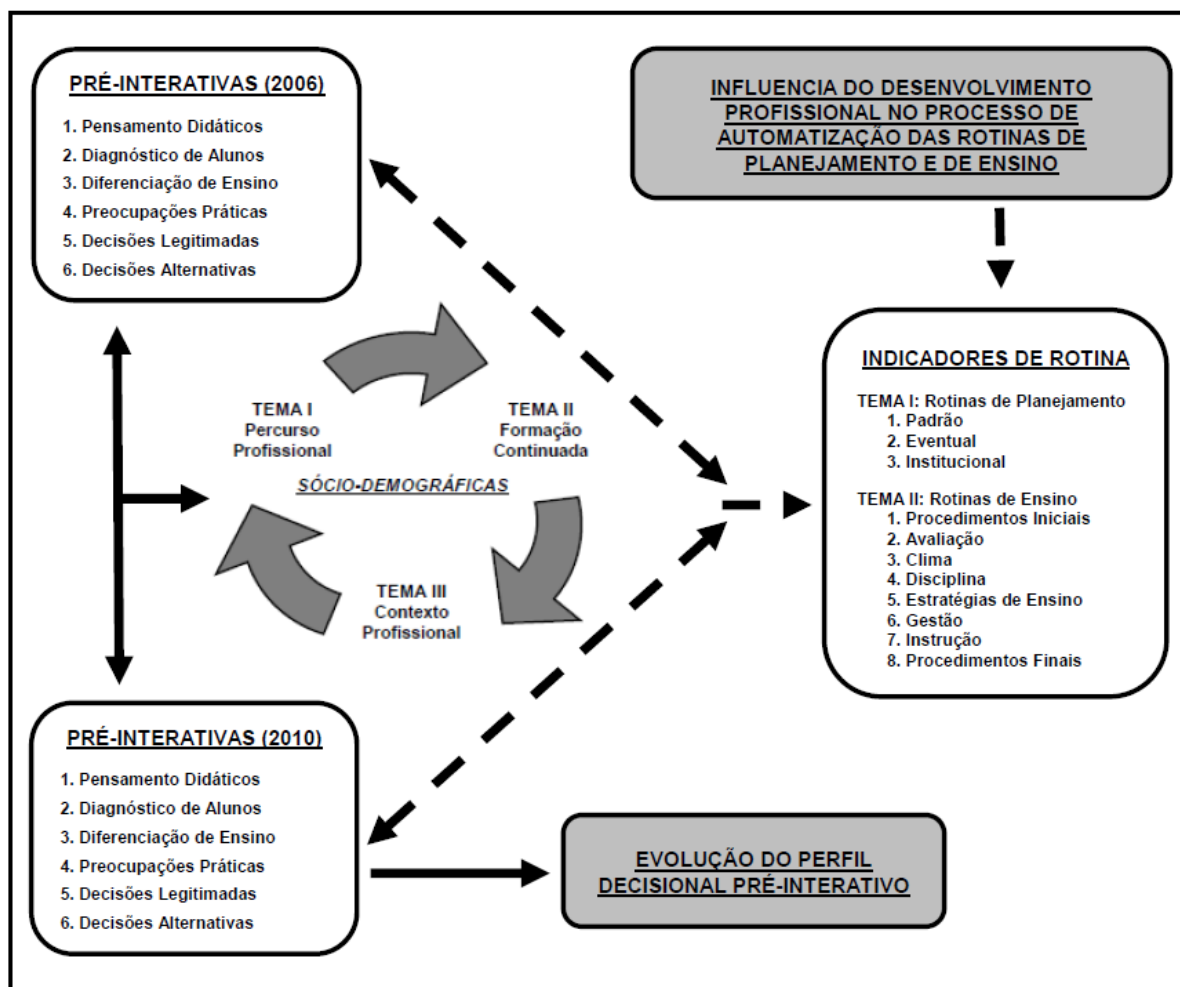 PRÉ-INTERATIVAS (2006)
1. Pensamento Didáticos
2. Diagnóstico de Alunos
3. Diferenciação de Ensino
4. Preocupações Práticas
5. Decisões Legitimadas
6. Decisões Alternativas
INFLUENCIA DO DESENVOLVIMENTO
PROFISSIONAL NO PROCESSO DE
AUTOMATIZAÇÃO DAS ROTINAS DE
PLANEJAMENTO E DE ENSINO
TEMA I
Percurso
Profissional
TEMA II
Formação
Continuada
SÓCIO-DEMOGRÁFICAS
TEMA III
Contexto
Profissional
INDICADORES DE ROTINA
TEMA I: Rotinas de Planejamento
1. Padrão
2. Eventual
3. Institucional
TEMA II: Rotinas de Ensino
1. Procedimentos Iniciais
2. Avaliação
3. Clima
4. Disciplina
5. Estratégias de Ensino
6. Gestão
7. Instrução
8. Procedimentos Finais
PRÉ-INTERATIVAS (2010)
1. Pensamento Didáticos
2. Diagnóstico de Alunos
3. Diferenciação de Ensino
4. Preocupações Práticas
5. Decisões Legitimadas
6. Decisões Alternativas
EVOLUÇÃO DO PERFIL
DECISIONAL PRÉ-INTERATIVO